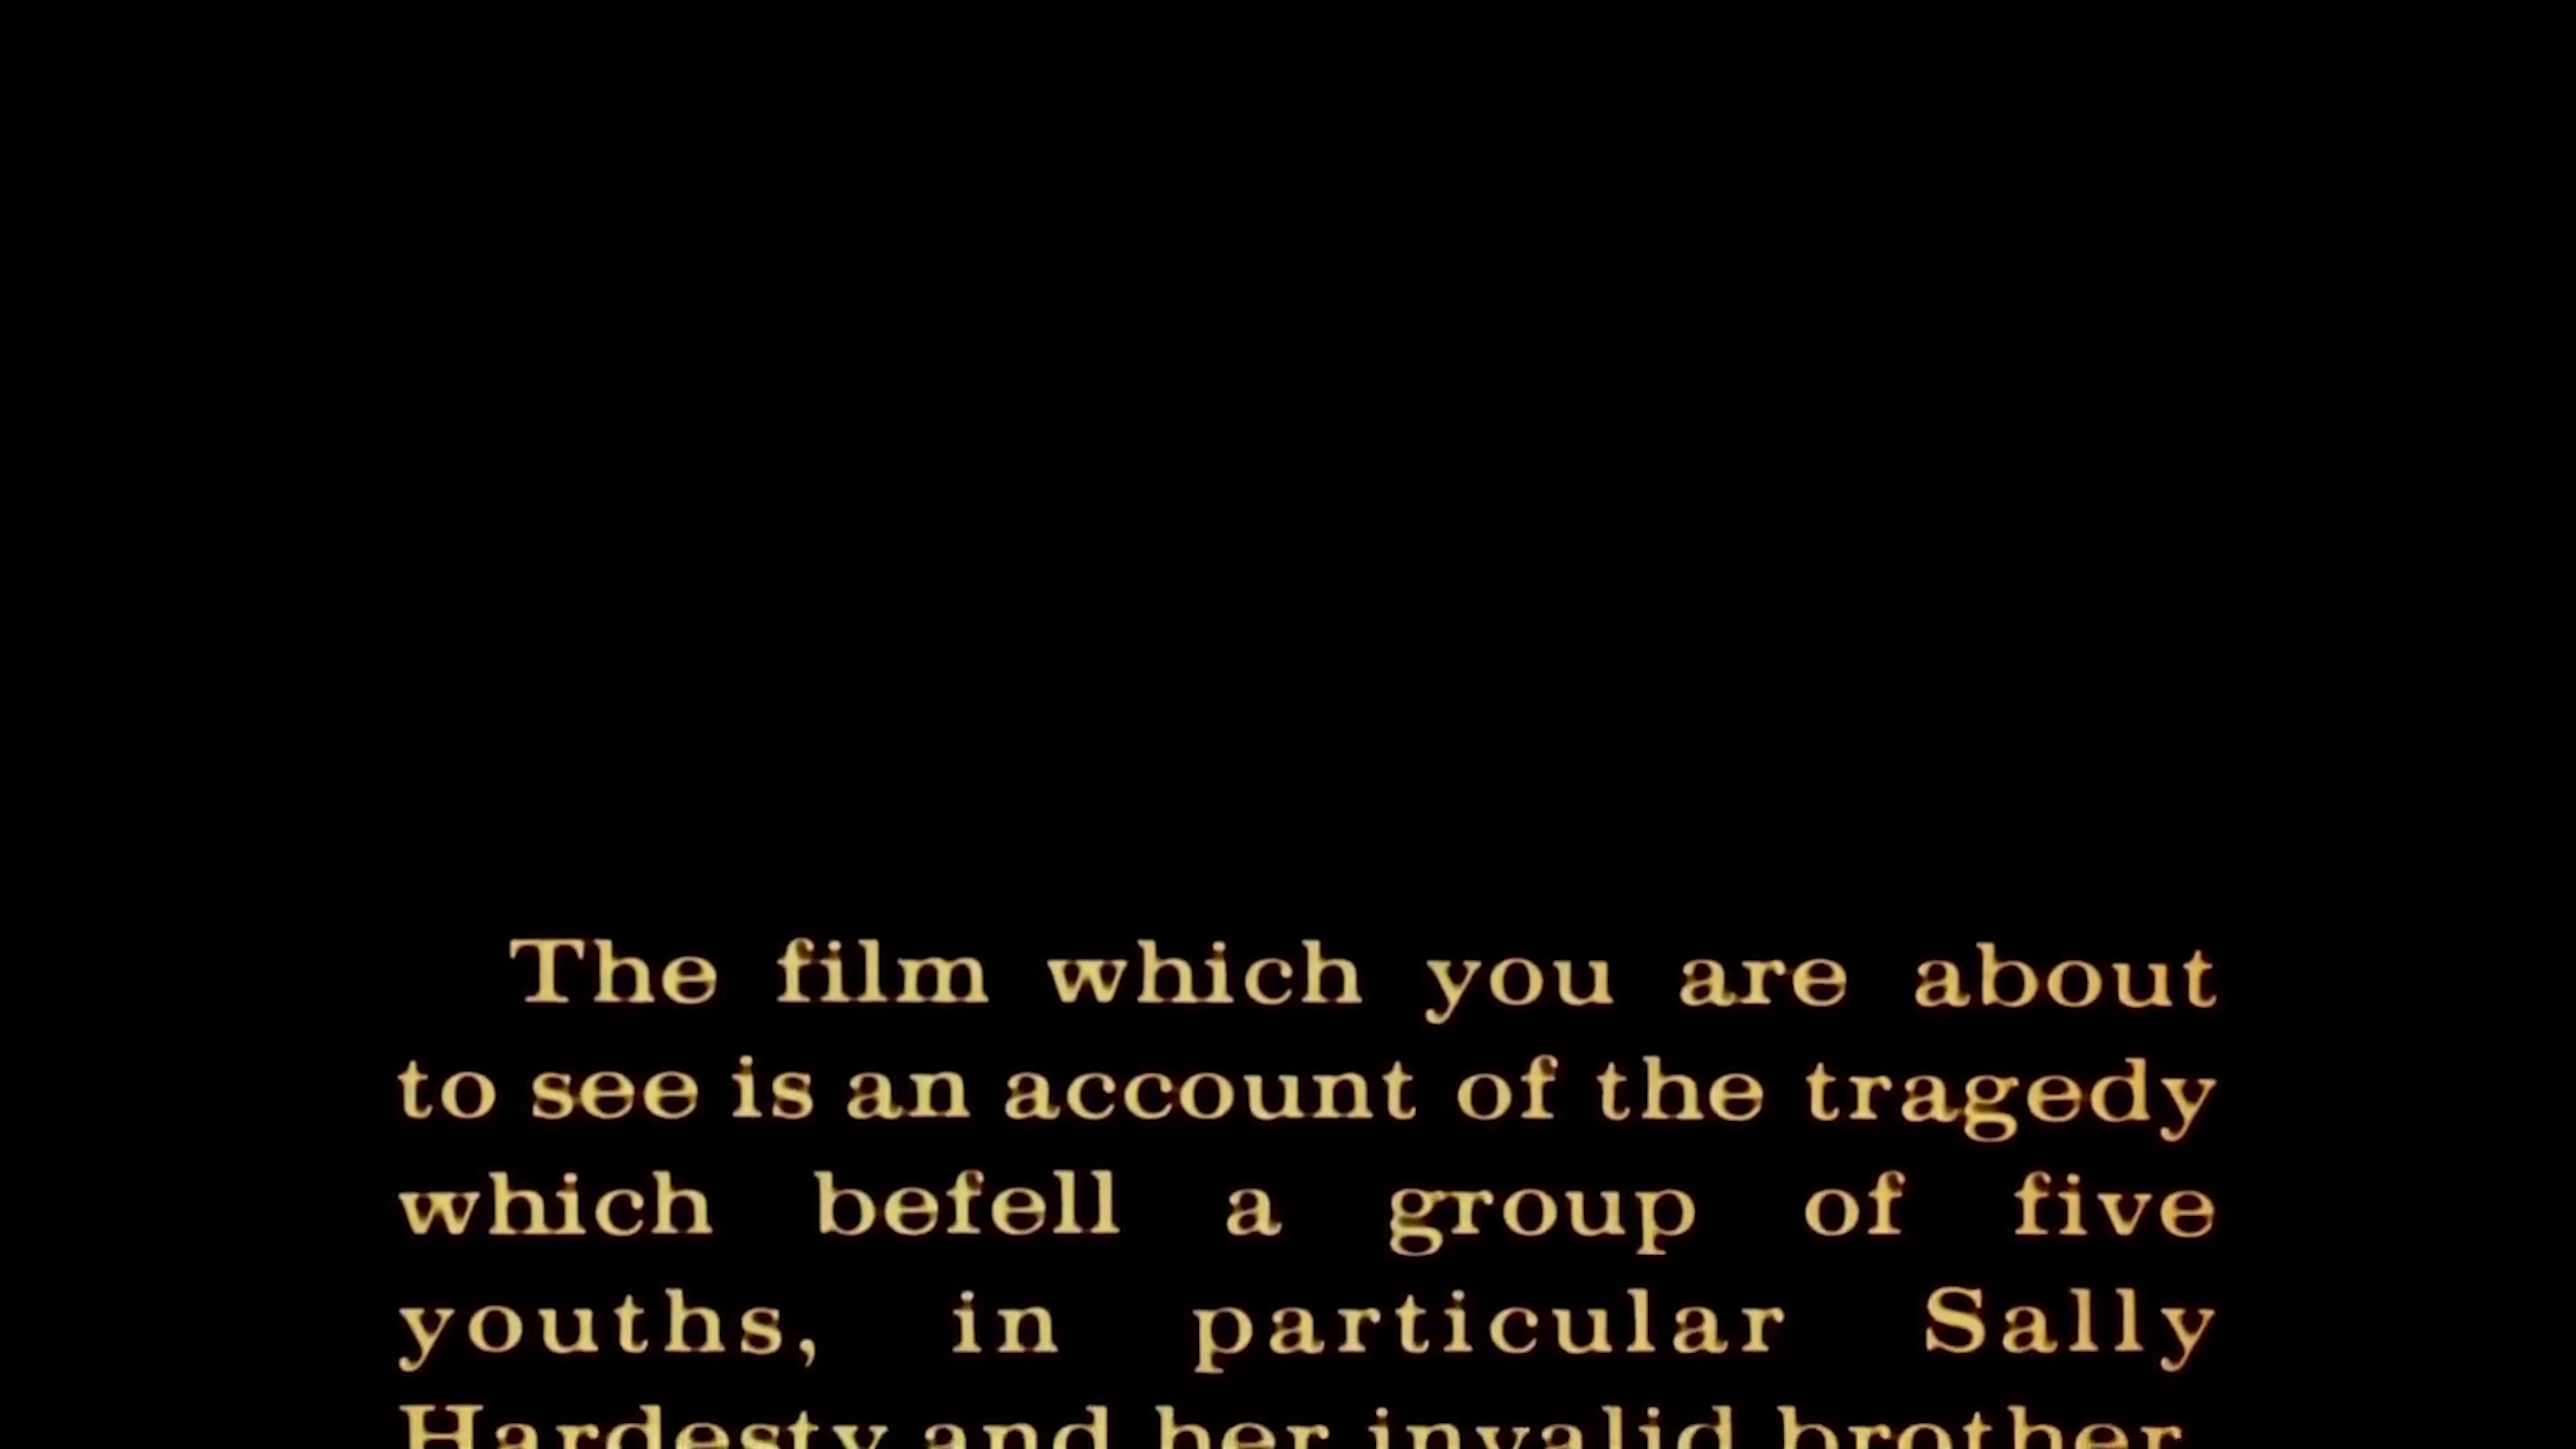 The film which you are about
to see is an account of the tragedy
which befell a group of five
youths, in particular Sally
Hardesty and her invalid brother,